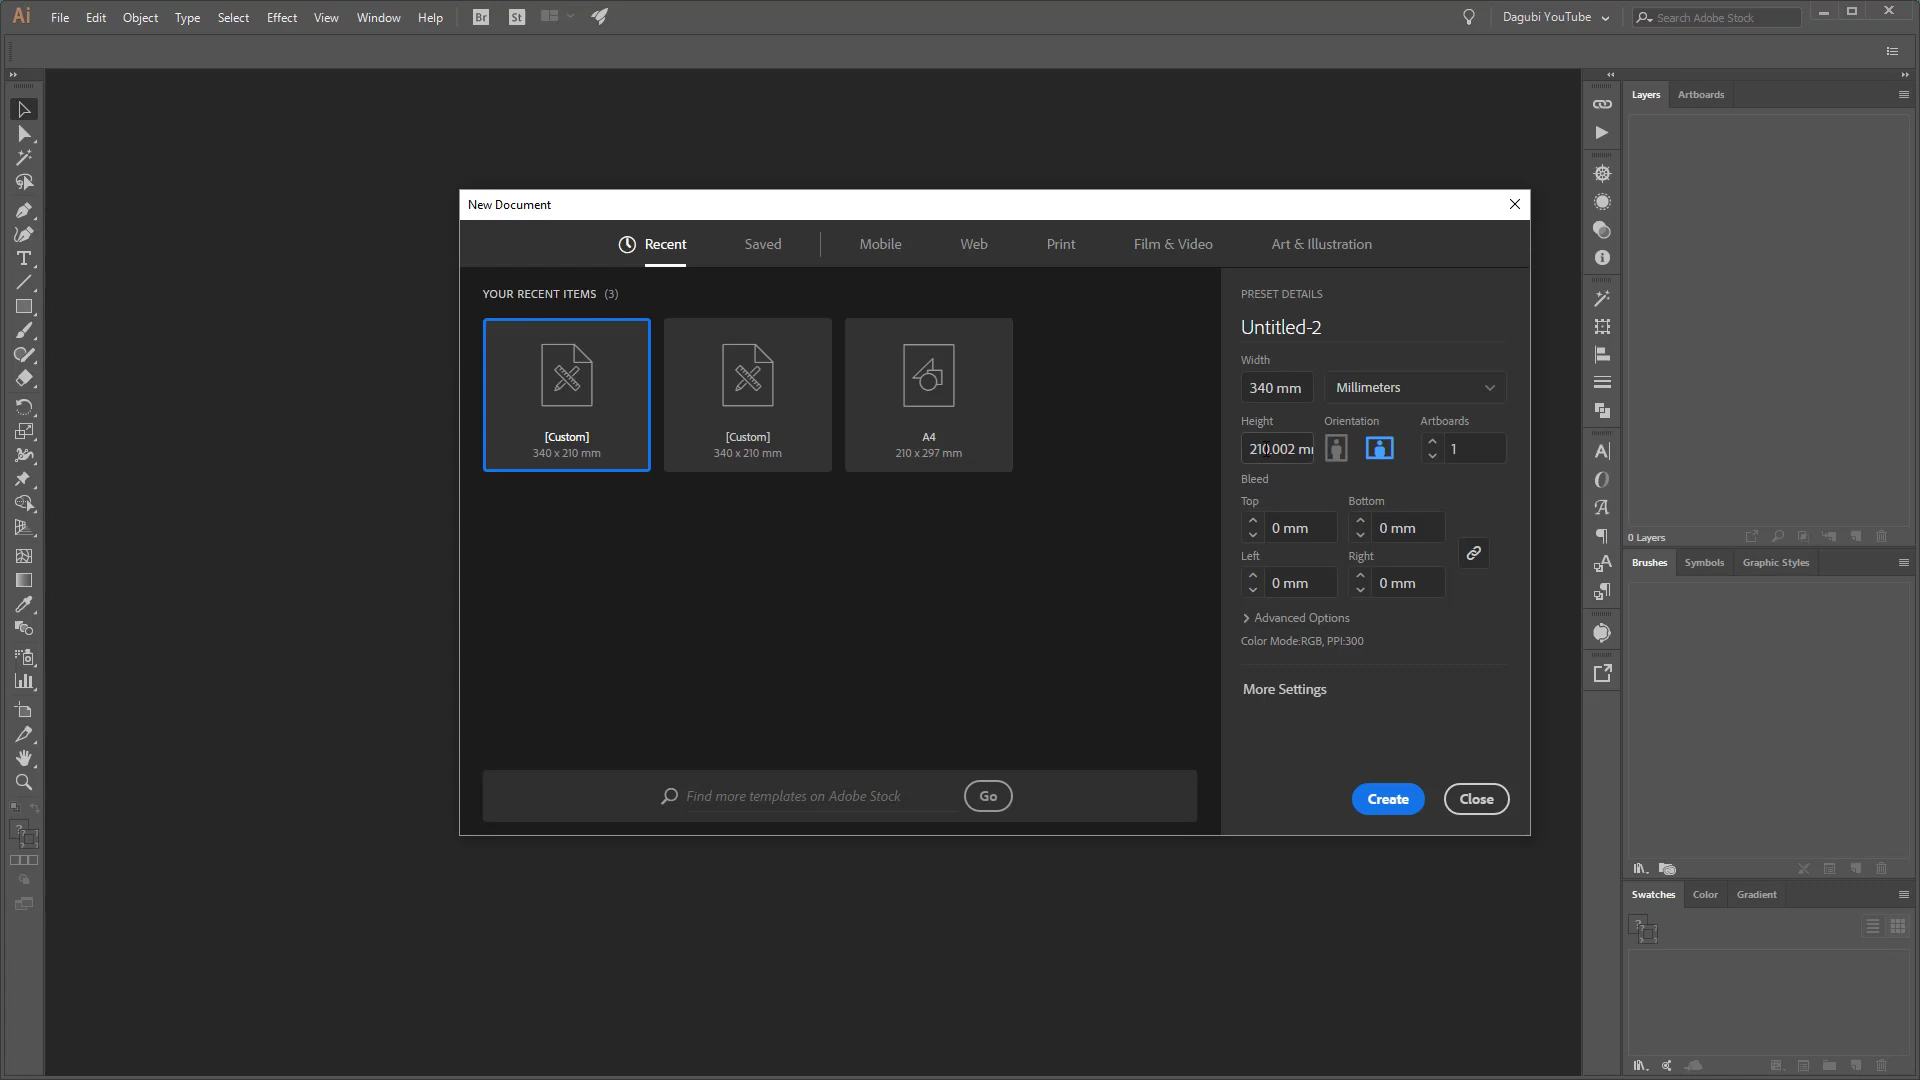 Ai File Edit Object Type Select Effect View Window Help Br St Dagubi YouTube Search Adobe Stock
Layers Artboards
New Document
Recent Saved Mobile Web Print Film & Video Art & Illustration
YOUR RECENT ITEMS (3)
[Custom]
340 x 210 mm
[Custom]
340 x 210 mm
A4
210 x 297 mm
PRESET DETAILS
Untitled-2
Width
340 mm Millimeters
Height Orientation Artboards
210.002 mm 1
Bleed
Top Bottom
0 mm 0 mm
Left Right
0 mm 0 mm
Advanced Options
Color Mode:RGB, PPI:300
More Settings
Find more templates on Adobe Stock Go
Create Close
0 Layers
Brushes Symbols Graphic Styles
Swatches Color Gradient